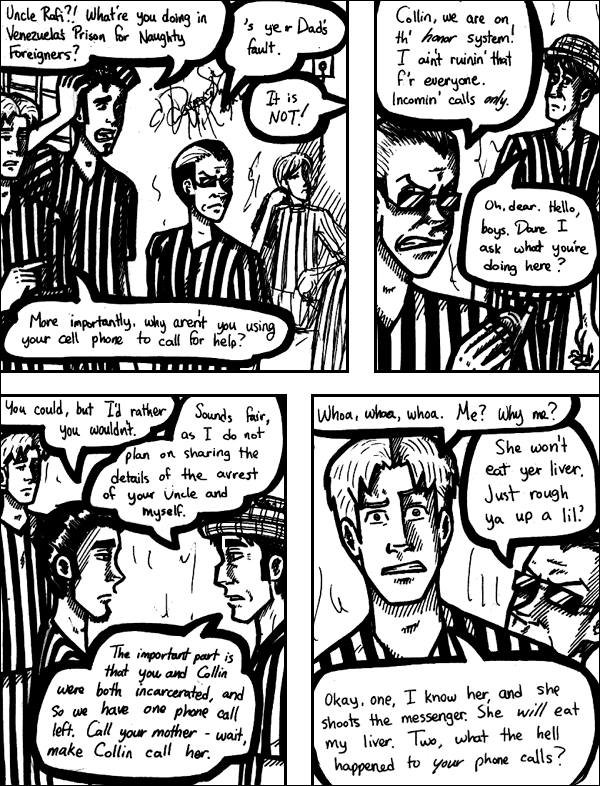 Uncle Rah?! What're you doing in
Venezuela's Prison for Naughty
Foreigners?
's yer Dad's
fault.
It is
NOT!
More importantly, why aren't you using
your cell phone to call for help?
Collin, we are on
th' honor system!
I ain't ruinin' that
f'r everyone.
Incomin' calls only.
Oh, dear. Hello,
boys. Dare I
ask what you're
doing here?
You could, but I'd rather
you wouldn't.
Sounds fair,
as I do not
plan on sharing the
details of the arrest
of your Uncle and
myself.
The important part is
that you and Collin
were both incarcerated, and
so we have one phone call
left. Call your mother - wait,
make Collin call her.
Whoa, whoa, whoa. Me? Why me?
She won't
eat yer liver.
Just rough
ya up a lil'.
Okay, one, I know her, and she
shoots the messenger. She will eat
my liver. Two, what the hell
happened to your phone calls?